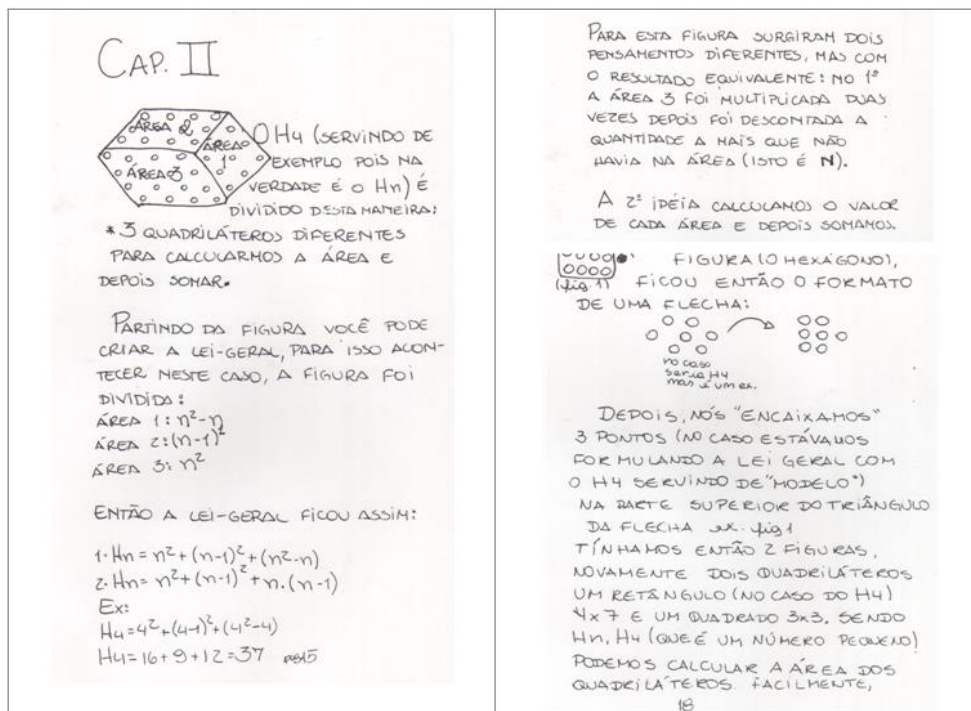 CAP. II
ÁREA 2
ÁREA 1
ÁREA 3
O H4 (SERVINDO DE
EXEMPLO POIS NA
VERDADE É O Hn) É
DIVIDIDO DESTA MANEIRA:
* 3 QUADRILÁTEROS DIFERENTES
PARA CALCULARMOS A ÁREA E
DEPOIS SOMAR.
PARTINDO DA FIGURA VOCÊ PODE
CRIAR A LEI-GERAL, PARA ISSO ACON-
TECER NESTE CASO, A FIGURA FOI
DIVIDIDA:
ÁREA 1: n²-n
ÁREA 2: (n-1)²
ÁREA 3: n²
ENTÃO A LEI-GERAL FICOU ASSIM:
1· Hn = n²+(n-1)²+(n²-n)
2· Hn = n²+(n-1)²+n.(n-1)
Ex:
H4 = 4²+(4-1)²+(4²-4)
H4 = 16+9+12 = 37
PARA ESTA FIGURA SURGIRAM DOIS
PENSAMENTOS DIFERENTES, MAS COM
O RESULTADO EQUIVALENTE: NO 1º
A ÁREA 3 FOI MULTIPLICADA DUAS
VEZES DEPOIS FOI DESCONTADA A
QUANTIDADE A MAIS QUE NÃO
HAVIA NA ÁREA (ISTO É N).
A 2ª IDÉIA CALCULAMOS O VALOR
DE CADA ÁREA E DEPOIS SOMAMOS.
FIGURA (O HEXÁGONO),
(fig. 1) FICOU ENTÃO O FORMATO
DE UMA FLECHA:
no caso
seria H4
mas é um ex.
DEPOIS, NÓS "ENCAIXAMOS"
3 PONTOS (NO CASO ESTÁVAMOS
FORMULANDO A LEI GERAL COM
O H4 SERVINDO DE "MODELO")
NA PARTE SUPERIOR DO TRIÂNGULO
DA FLECHA ex. fig 1
TÍNHAMOS ENTÃO 2 FIGURAS,
NOVAMENTE DOIS QUADRILÁTEROS
UM RETÂNGULO (NO CASO DO H4)
4x7 E UM QUADRADO 3x3. SENDO
Hn, H4 (QUE É UM NÚMERO PEQUENO)
PODEMOS CALCULAR A ÁREA DOS
QUADRILÁTEROS FACILMENTE,
18